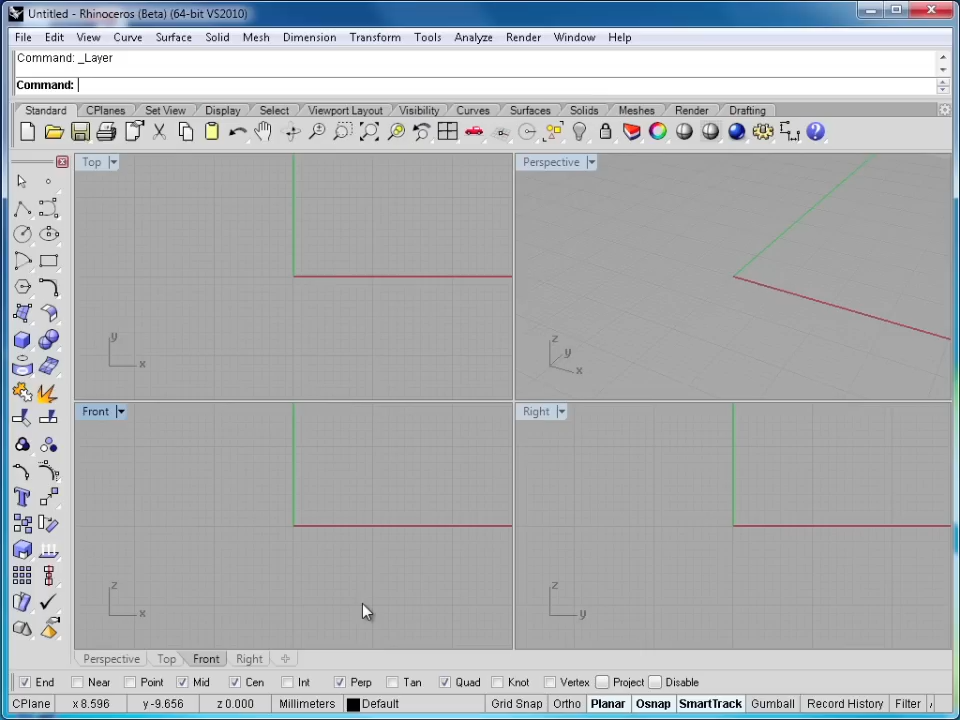 Untitled - Rhinoceros (Beta) (64-bit VS2010)
File Edit View Curve Surface Solid Mesh Dimension Transform Tools Analyze Render Window Help
Command: _Layer
Command:
Standard CPlanes Set View Display Select Viewport Layout Visibility Curves Surfaces Solids Meshes Render Drafting
Top Perspective
y x z y x
Front Right
z x z y
Perspective Top Front Right
End Near Point Mid Cen Int Perp Tan Quad Knot Vertex Project Disable
CPlane x 8.596 y -9.656 z 0.000 Millimeters Default Grid Snap Ortho Planar Osnap SmartTrack Gumball Record History Filter